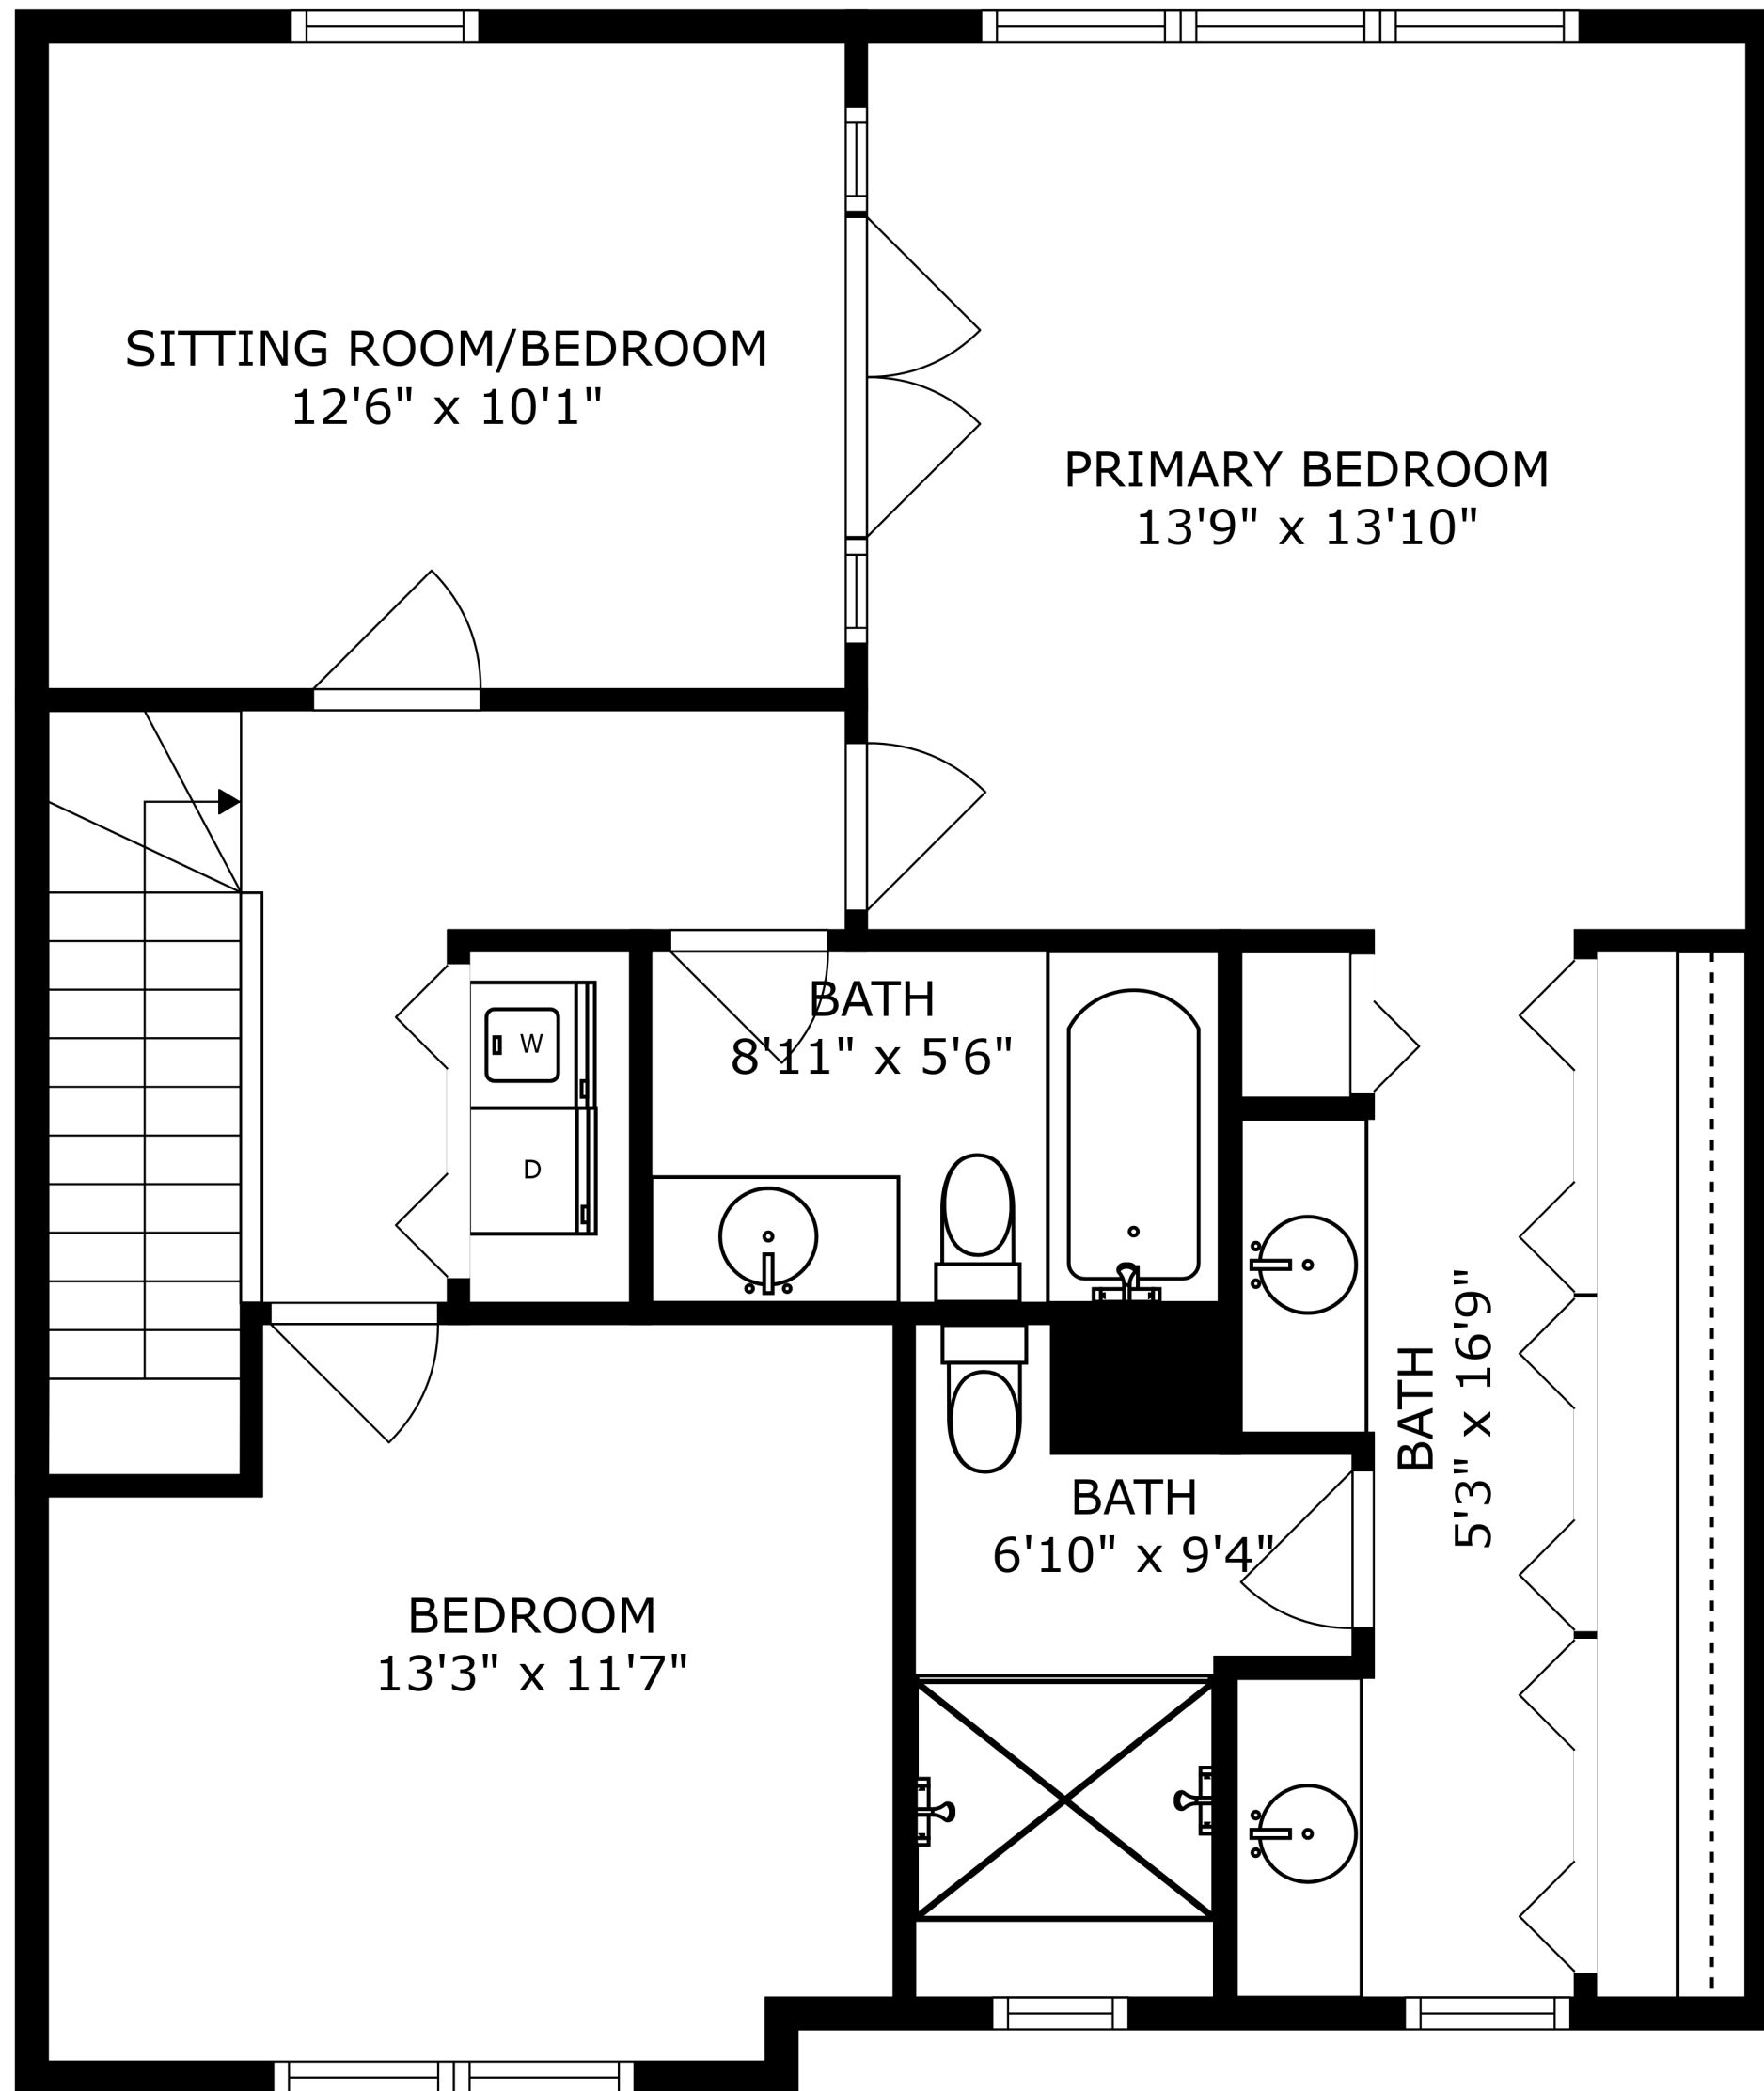 SITTING ROOM/BEDROOM
12'6" x 10'1"
PRIMARY BEDROOM
13'9" x 13'10"
BATH
8'11" x 5'6"
W
D
BATH
5'3" x 16'9"
BATH
6'10" x 9'4"
BEDROOM
13'3" x 11'7"